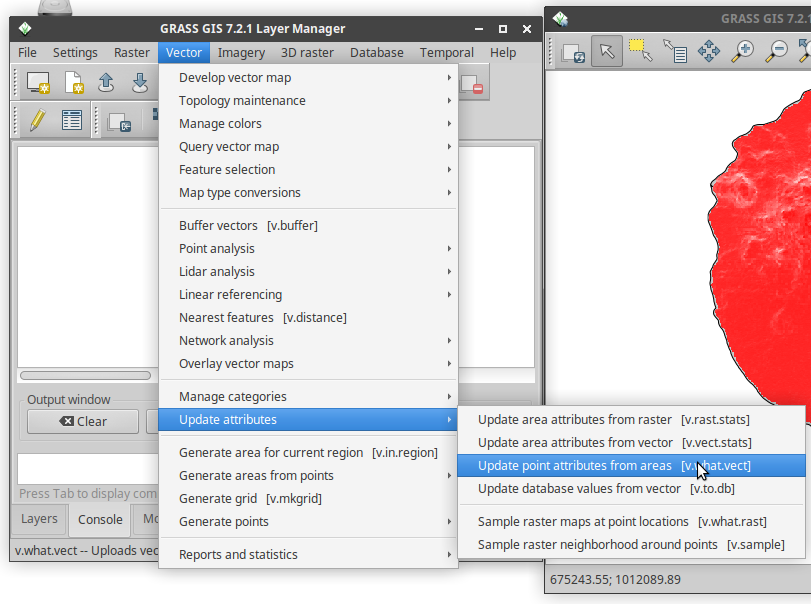 GRASS GIS 7.2.1 Layer Manager
GRASS GIS 7.2.1
File Settings Raster Vector Imagery 3D raster Database Temporal Help
Develop vector map
Topology maintenance
Manage colors
Query vector map
Feature selection
Map type conversions
Buffer vectors [v.buffer]
Point analysis
Lidar analysis
Linear referencing
Nearest features [v.distance]
Network analysis
Overlay vector maps
Manage categories
Update attributes
Generate area for current region [v.in.region]
Generate areas from points
Generate grid [v.mkgrid]
Generate points
Reports and statistics
Update area attributes from raster [v.rast.stats]
Update area attributes from vector [v.vect.stats]
Update point attributes from areas [v.what.vect]
Update database values from vector [v.to.db]
Sample raster maps at point locations [v.what.rast]
Sample raster neighborhood around points [v.sample]
Output window
Clear
Press Tab to display com
Layers Console Mo
v.what.vect -- Uploads vec
675243.55; 1012089.89